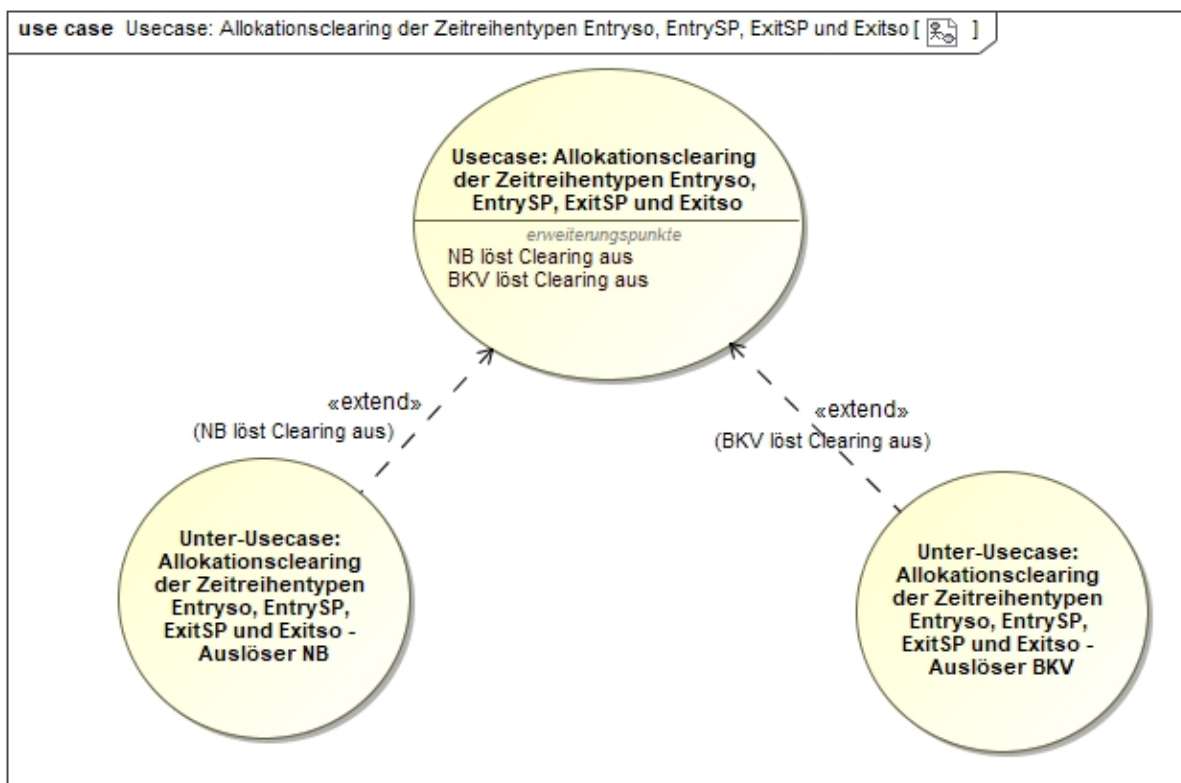 use case Usecase: Allokationsclearing der Zeitreihentypen Entryso, EntrySP, ExitSP und Exitso [ ]
Usecase: Allokationsclearing
der Zeitreihentypen Entryso,
EntrySP, ExitSP und Exitso
erweiterungspunkte
NB löst Clearing aus
BKV löst Clearing aus
«extend»
(NB löst Clearing aus)
«extend»
(BKV löst Clearing aus)
Unter-Usecase:
Allokationsclearing
der Zeitreihentypen
Entryso, EntrySP,
ExitSP und Exitso -
Auslöser NB
Unter-Usecase:
Allokationsclearing
der Zeitreihentypen
Entryso, EntrySP,
ExitSP und Exitso -
Auslöser BKV